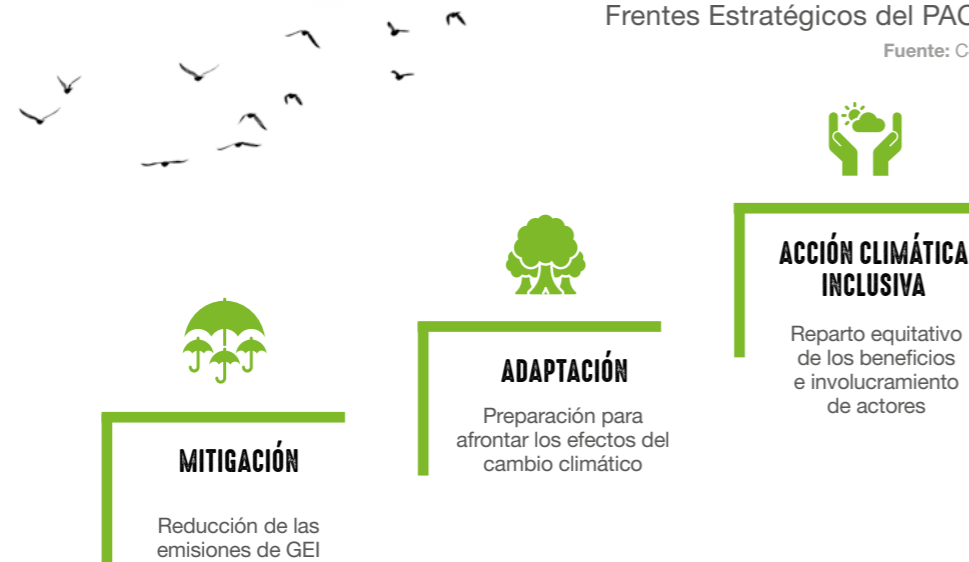 Frentes Estratégicos del PAC
Fuente:
ACCIÓN CLIMÁTICA
INCLUSIVA
Reparto equitativo
de los beneficios
e involucramiento
de actores
ADAPTACIÓN
Preparación para
afrontar los efectos del
cambio climático
MITIGACIÓN
Reducción de las
emisiones de GEI